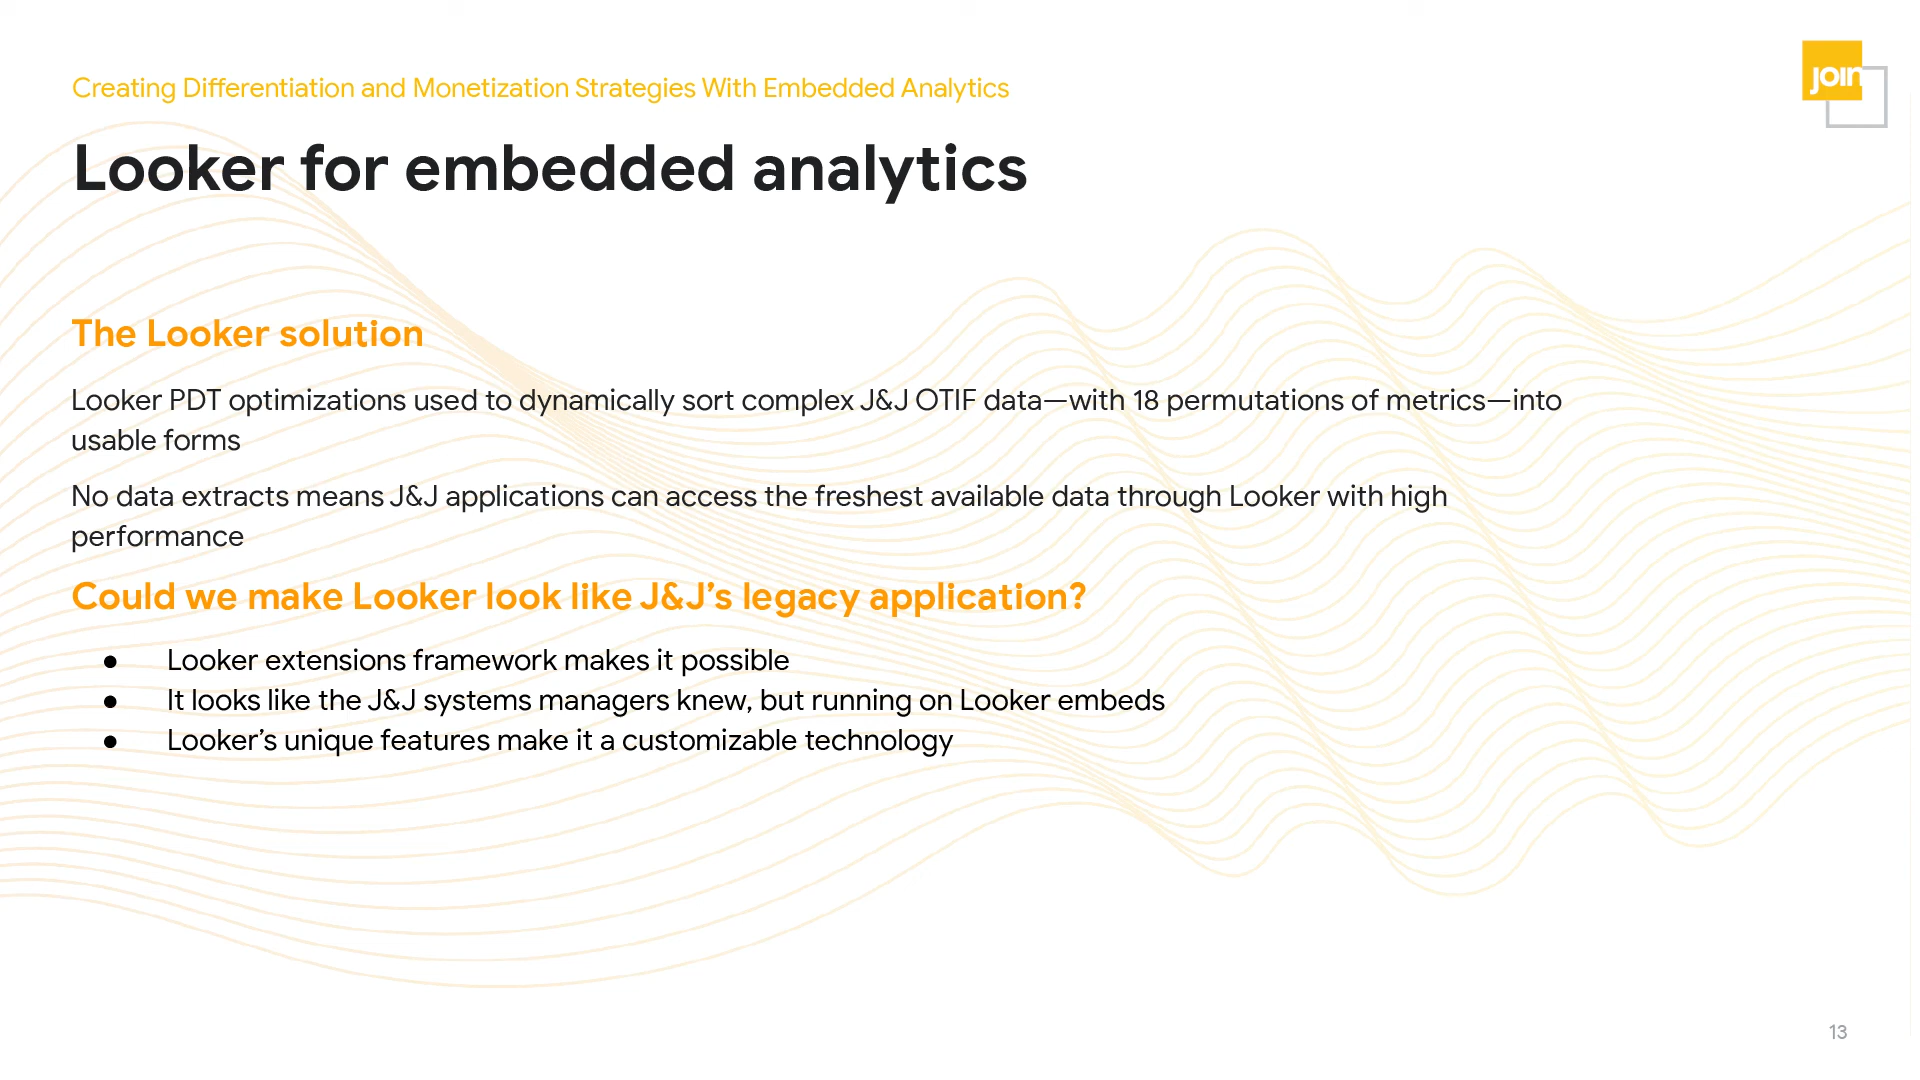 Creating Differentiation and Monetization Strategies With Embedded Analytics
join
Looker for embedded analytics
The Looker solution
Looker PDT optimizations used to dynamically sort complex J&J OTIF data—with 18 permutations of metrics—into
usable forms
No data extracts means J&J applications can access the freshest available data through Looker with high
performance
Could we make Looker look like J&J’s legacy application?
● Looker extensions framework makes it possible
● It looks like the J&J systems managers knew, but running on Looker embeds
● Looker’s unique features make it a customizable technology
13